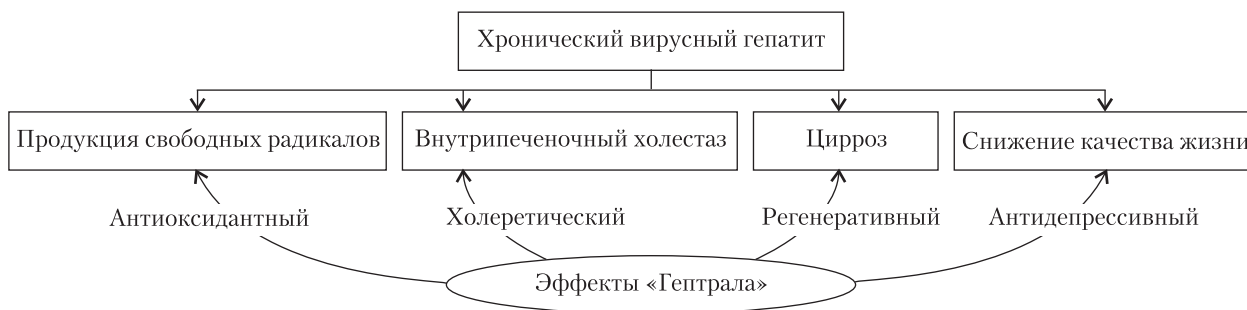 Хронический вирусный гепатит
Продукция свободных радикалов
Внутрипеченочный холестаз
Цирроз
Снижение качества жизни
Антиоксидантный
Холеретический
Регенеративный
Антидепрессивный
Эффекты «Гептрала»